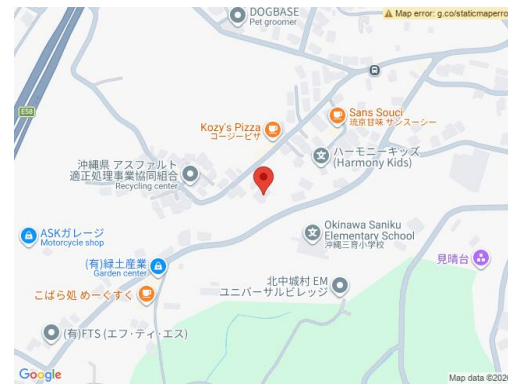 DOGBASE
Pet groomer
Map error: g.co/staticmaperro
E58
Sans Souci
琉京甘味 サンスーシー
Kozy's Pizza
コージーピザ
ハーモニーキッズ
(Harmony Kids)
沖縄県 アスファルト
適正処理事業協同組合
Recycling center
ASKガレージ
Motorcycle shop
Okinawa Saniku
Elementary School
沖縄三育小学校
(有)緑土産業
Garden center
見晴台
北中城村 EM
ユニバーサルビレッジ
こばら処 めーぐすく
(有)FTS (エフ・ティ・エス)
Google
Map data ©2026